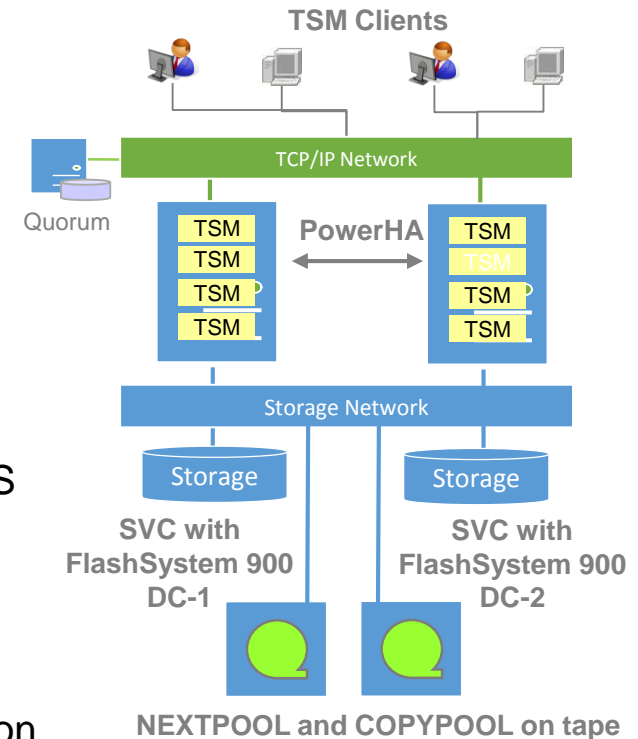 TSM Clients
TCP/IP Network
Quorum
TSM
TSM
TSM
TSM
PowerHA
TSM
TSM
TSM
TSM
Storage Network
S
Storage
Storage
SVC with
FlashSystem 900
DC-1
SVC with
FlashSystem 900
DC-2
on
NEXTPOOL and COPYPOOL on tape